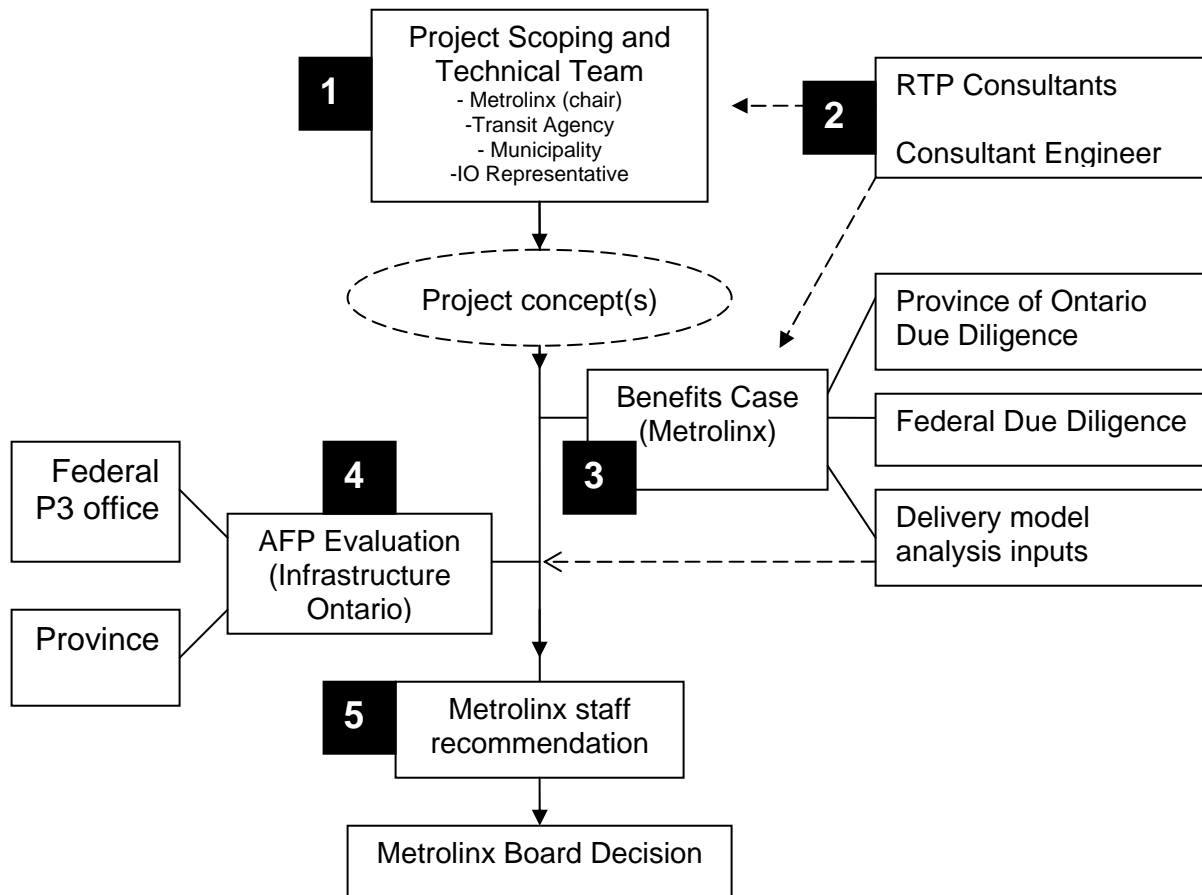 1
Project Scoping and
Technical Team
- Metrolinx (chair)
-Transit Agency
- Municipality
-IO Representative
2
RTP Consultants
Consultant Engineer
Project concept(s)
Province of Ontario
Due Diligence
Benefits Case
(Metrolinx)
3
Federal Due Diligence
Delivery model
analysis inputs
Federal
P3 office
4
AFP Evaluation
(Infrastructure
Ontario)
Province
5
Metrolinx staff
recommendation
Metrolinx Board Decision